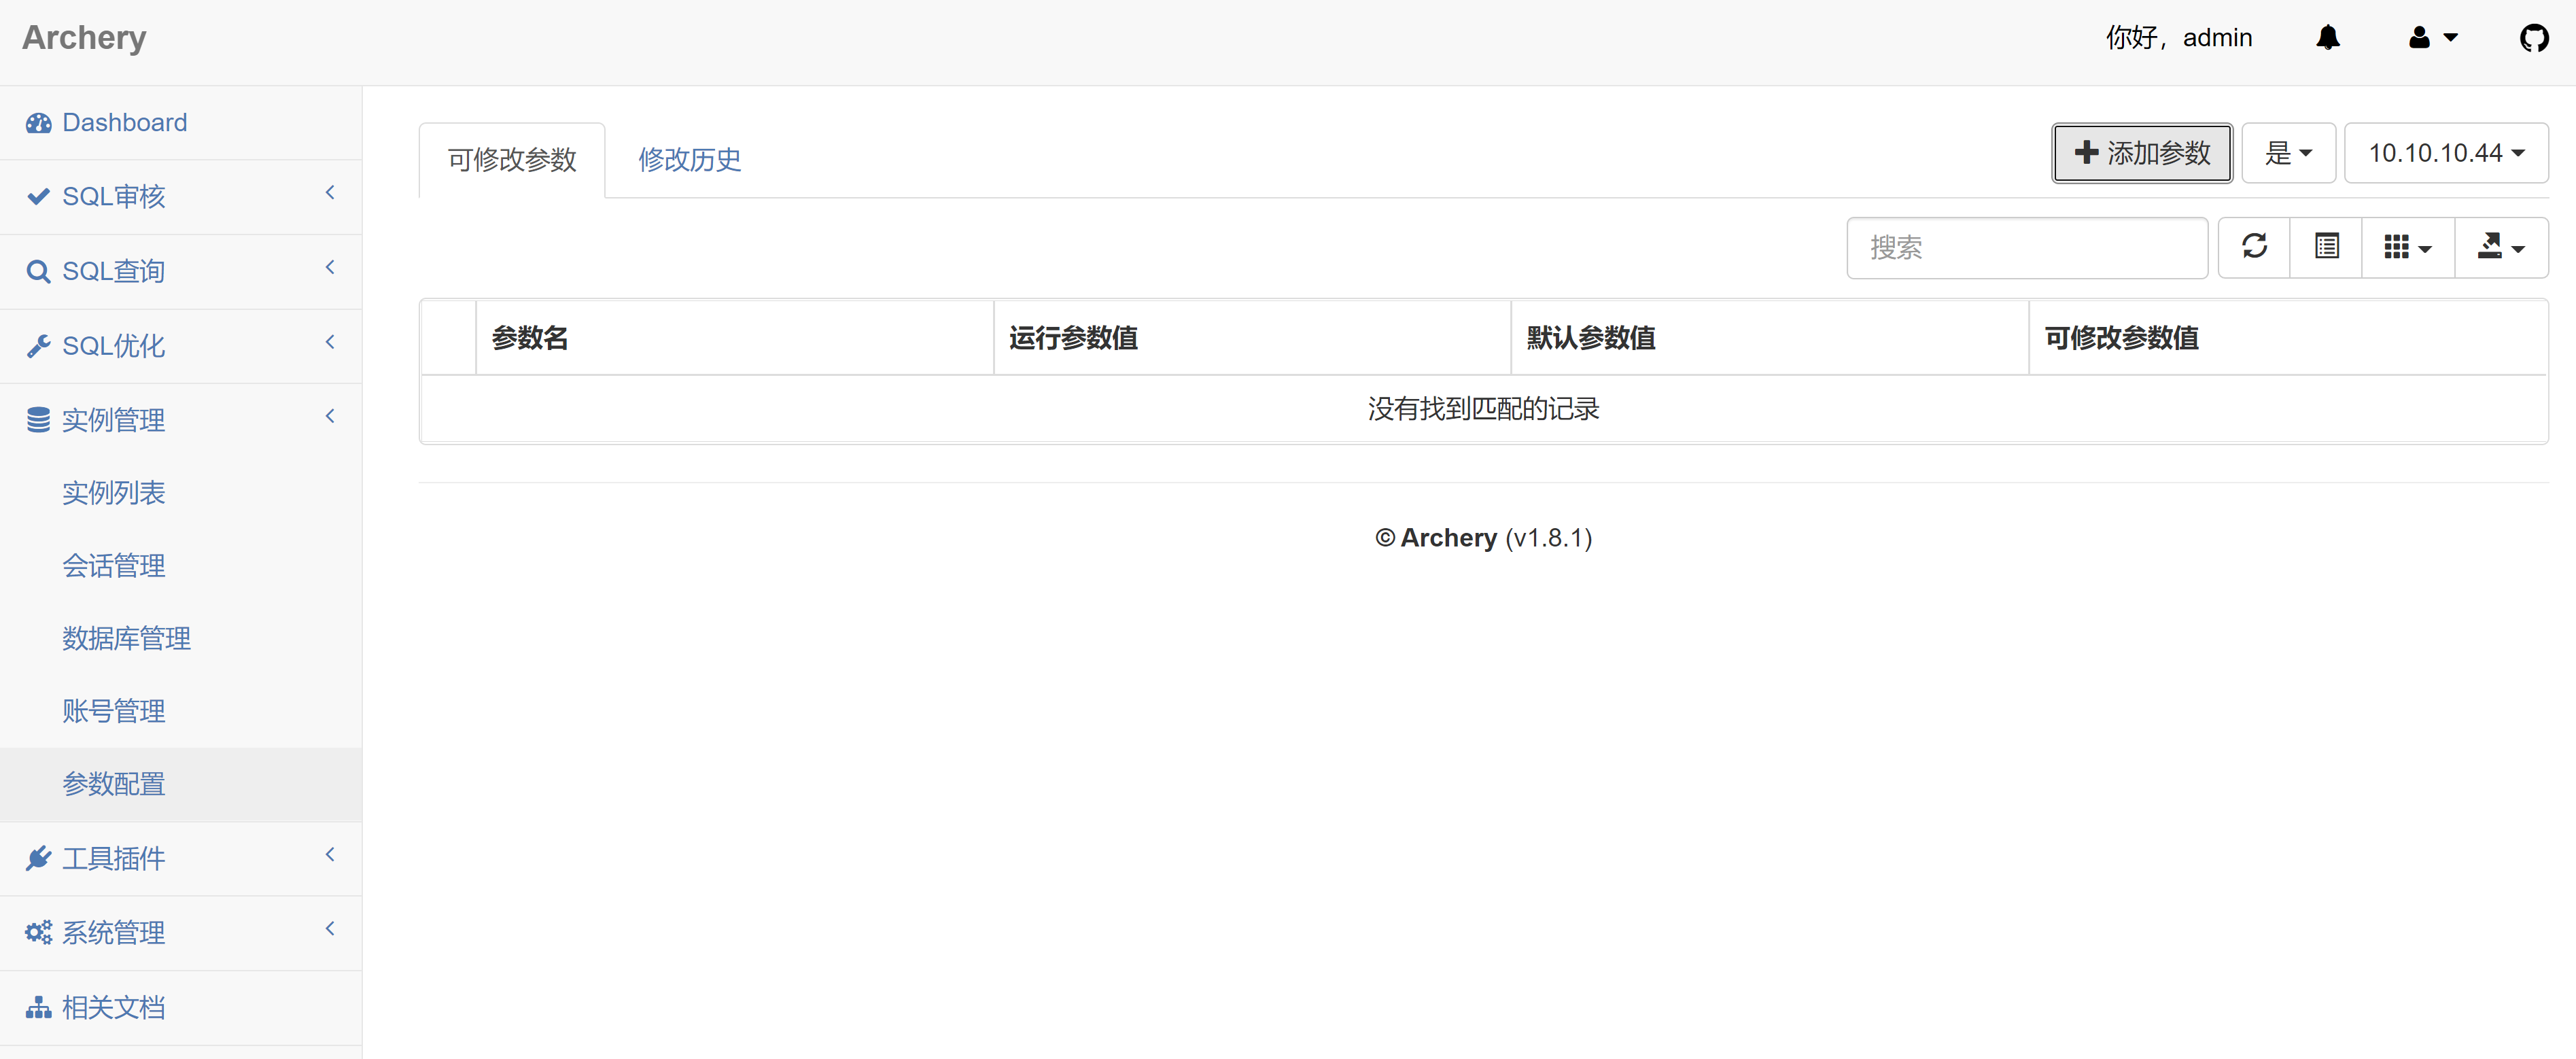 Archery
你好，admin
Dashboard
SQL审核
SQL查询
SQL优化
实例管理
实例列表
会话管理
数据库管理
账号管理
参数配置
工具插件
系统管理
相关文档
可修改参数 修改历史
添加参数 是 10.10.10.44
搜索
参数名 运行参数值 默认参数值 可修改参数值
没有找到匹配的记录
© Archery (v1.8.1)